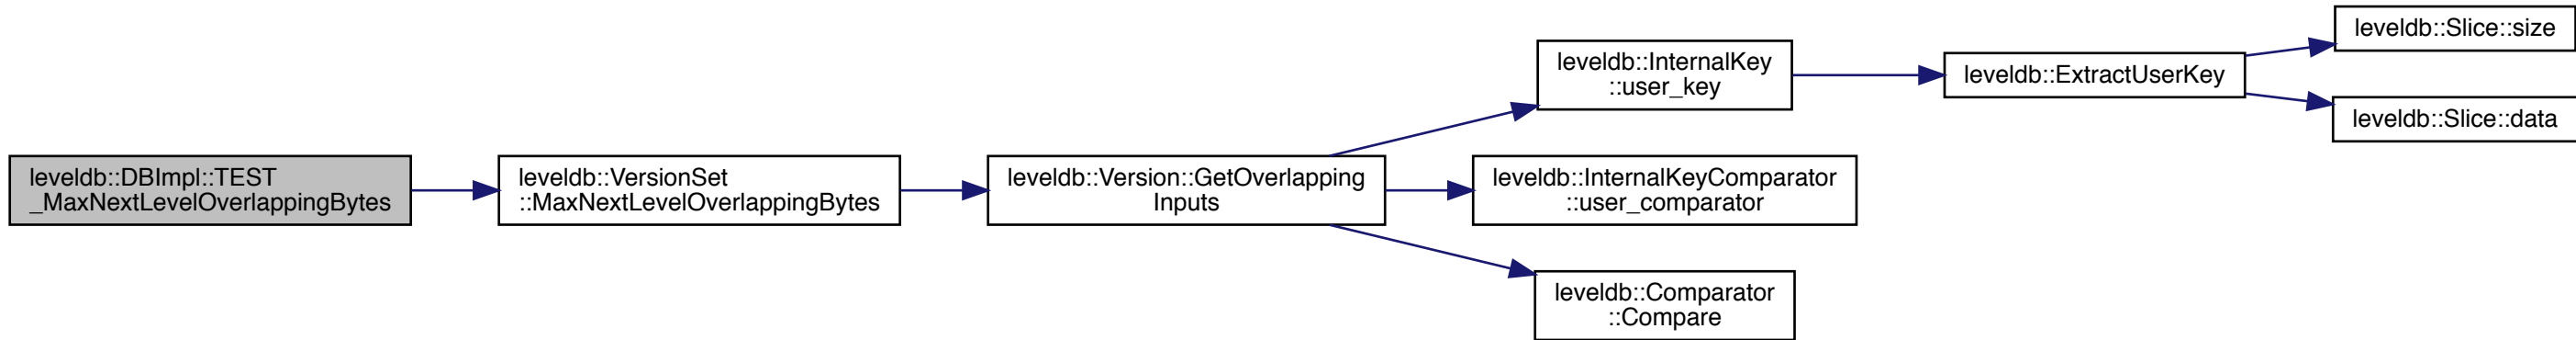 leveldb::DBImpl::TEST
_MaxNextLevelOverlappingBytes
leveldb::VersionSet
::MaxNextLevelOverlappingBytes
leveldb::Version::GetOverlapping
Inputs
leveldb::InternalKey
::user_key
leveldb::ExtractUserKey
leveldb::Slice::size
leveldb::Slice::data
leveldb::InternalKeyComparator
::user_comparator
leveldb::Comparator
::Compare